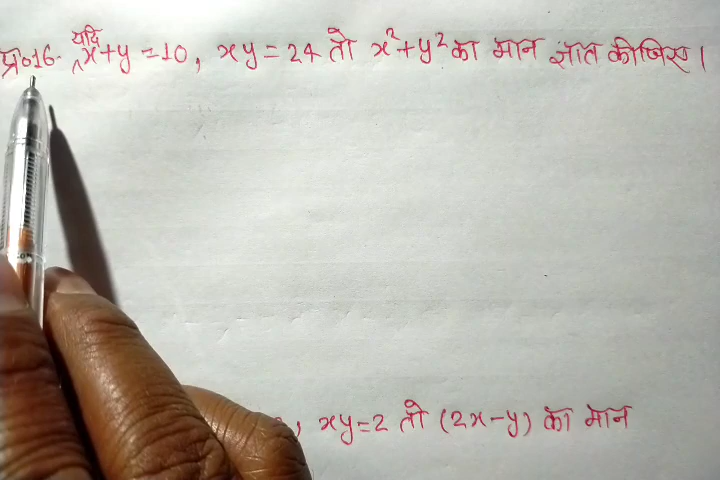 प्र०16. यदि x+y=10, xy=24 तो x²+y² का मान ज्ञात कीजिए।
, xy=2 तो (2x-y) का मान